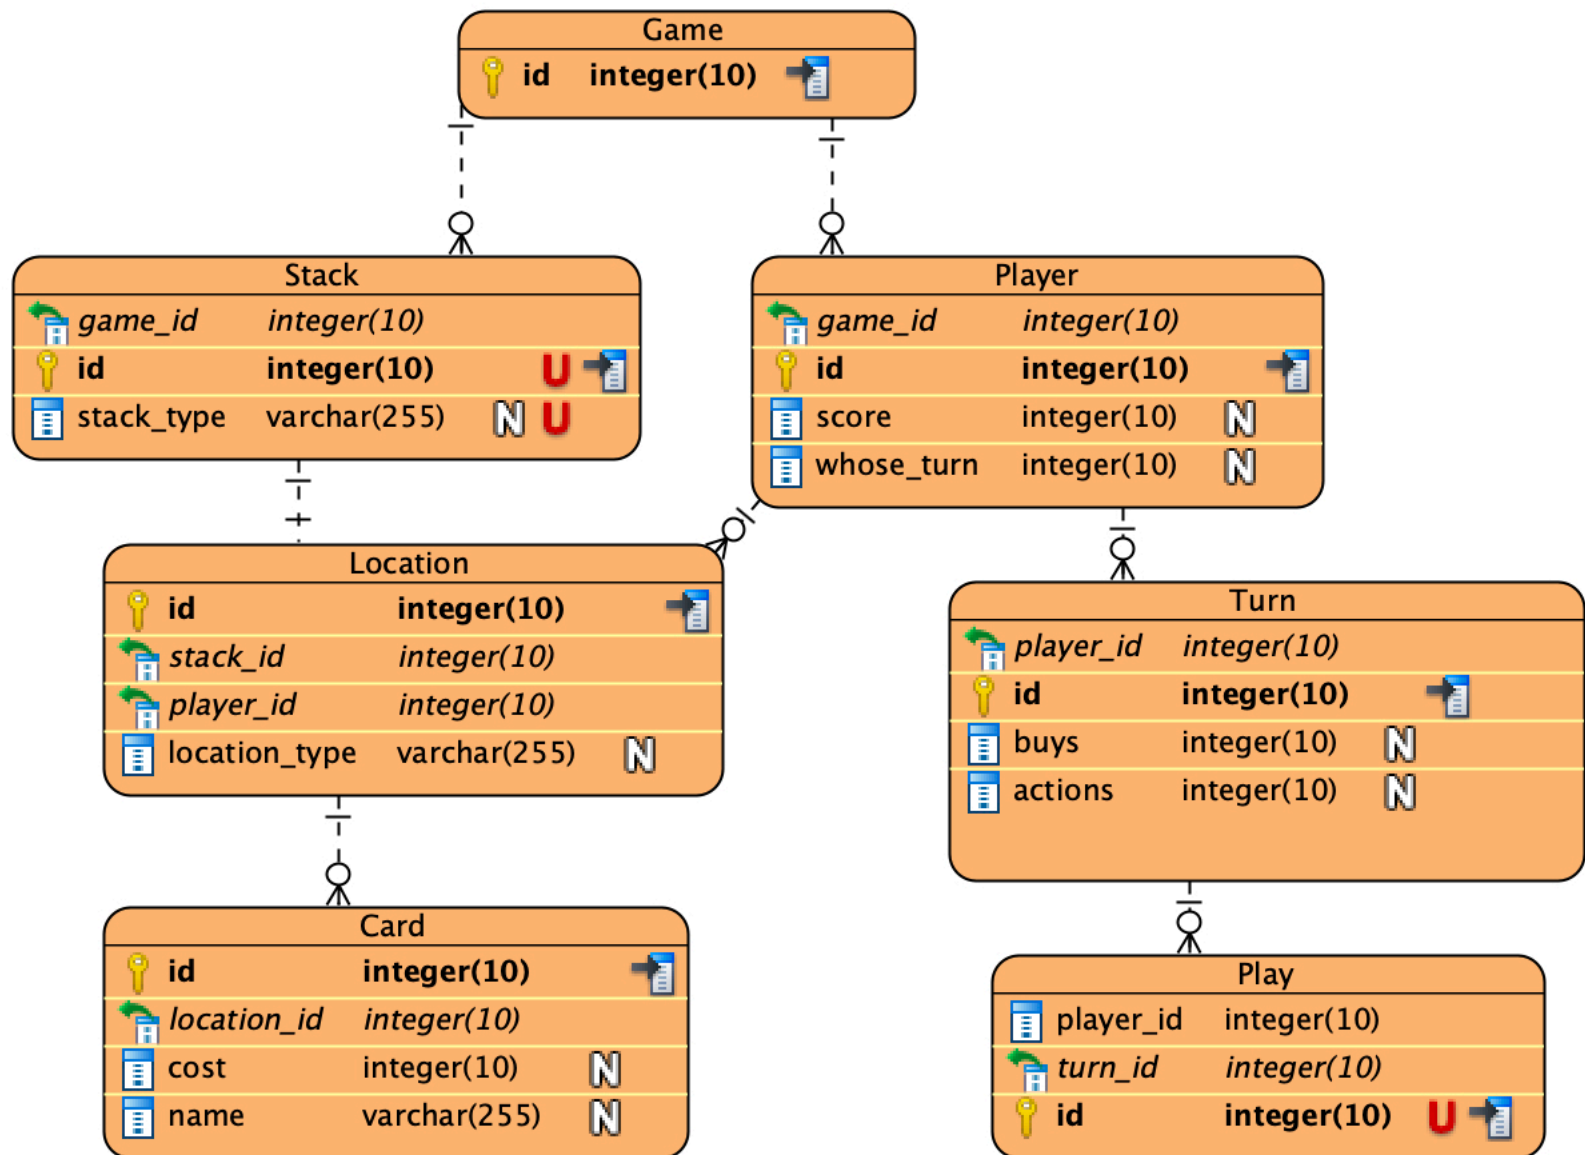 Game
id integer(10)
Stack
game_id integer(10)
id integer(10) U
stack_type varchar(255) N U
Player
game_id integer(10)
id integer(10)
score integer(10) N
whose_turn integer(10) N
Location
id integer(10)
stack_id integer(10)
player_id integer(10)
location_type varchar(255) N
Turn
player_id integer(10)
id integer(10)
buys integer(10) N
actions integer(10) N
Card
id integer(10)
location_id integer(10)
cost integer(10) N
name varchar(255) N
Play
player_id integer(10)
turn_id integer(10)
id integer(10) U